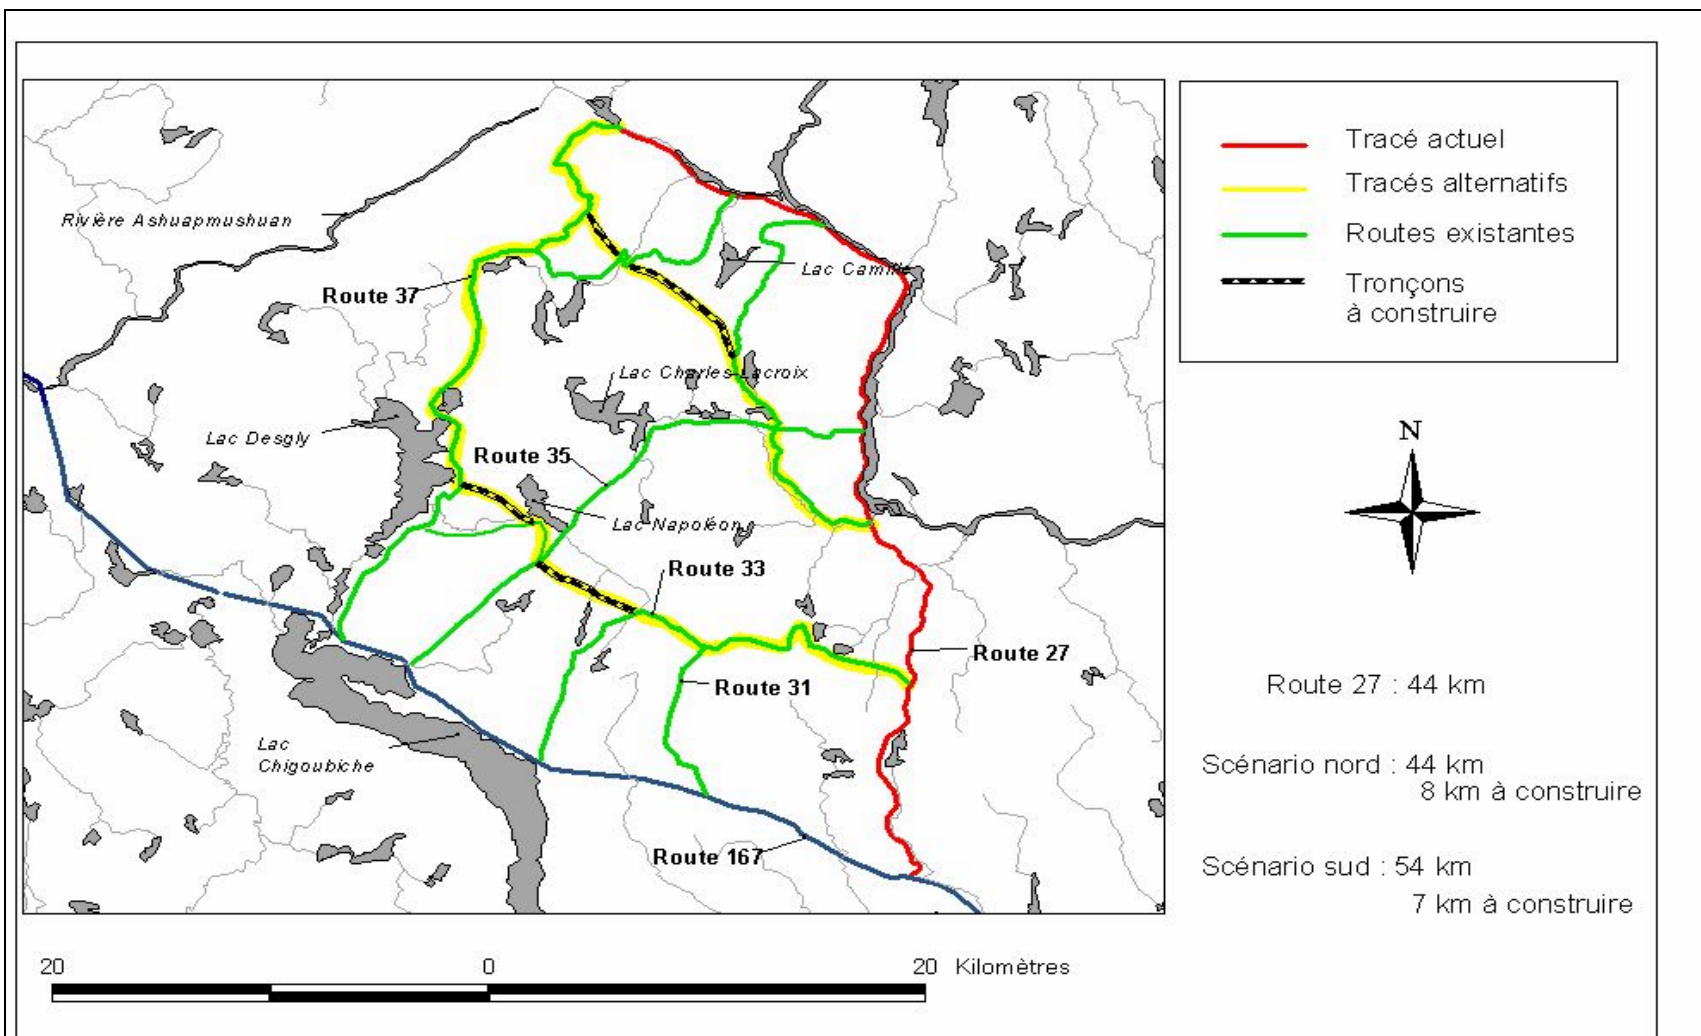 Rivière Ashuapmushuan
Lac Camille
Route 37
Lac Charles-Lacroix
Lac Desgly
Route 35
Lac Napoléon
Route 33
Route 27
Route 31
Lac
Chigoubiche
Route 167
Tracé actuel
Tracés alternatifs
Routes existantes
Tronçons
à construire
N
Route 27 : 44 km
Scénario nord : 44 km
8 km à construire
Scénario sud : 54 km
7 km à construire
20 0 20 Kilomètres